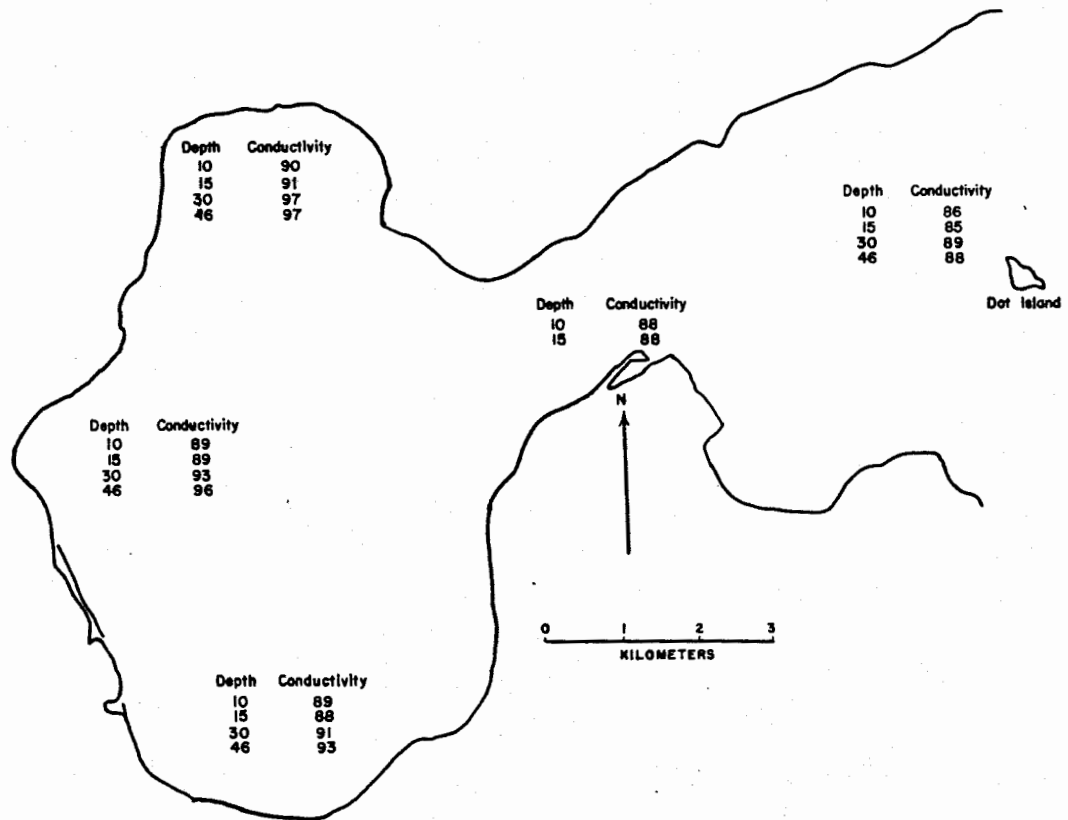 Depth Conductivity
10 90
15 91
30 97
46 97
Depth Conductivity
10 86
15 85
30 89
46 88
Dot Island
Depth Conductivity
10 88
15 88
N
Depth Conductivity
10 89
15 89
30 93
46 96
0 1 2 3
KILOMETERS
Depth Conductivity
10 89
15 88
30 91
46 93